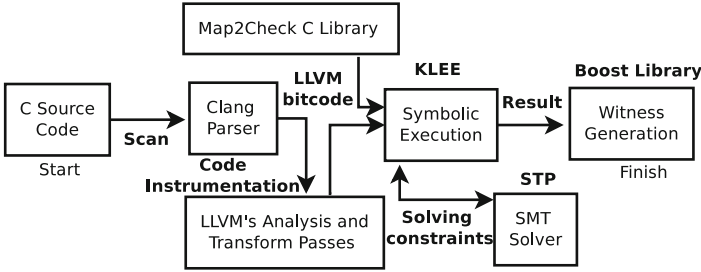 Map2Check C Library
C Source
Code
Start
Scan
Clang
Parser
LLVM
bitcode
KLEE
Symbolic
Execution
Result
Boost Library
Witness
Generation
Finish
Code
Instrumentation
LLVM's Analysis and
Transform Passes
Solving
constraints
STP
SMT
Solver